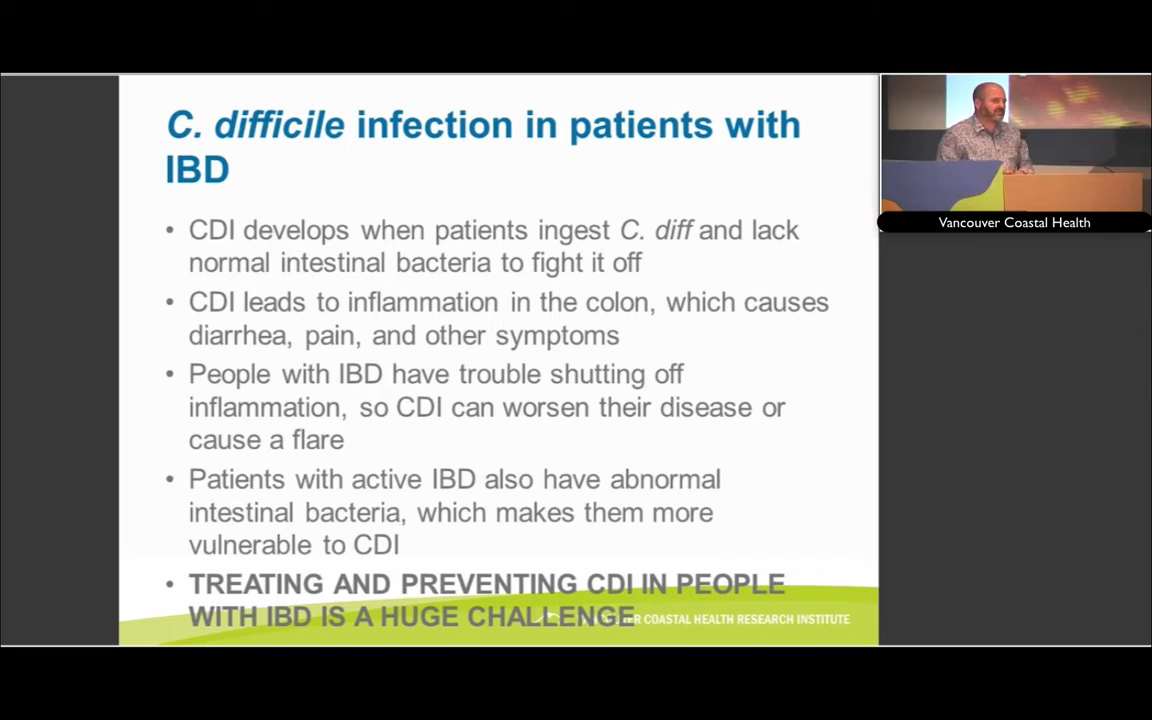 C. difficile infection in patients with
IBD
• CDI develops when patients ingest C. diff and lack
normal intestinal bacteria to fight it off
• CDI leads to inflammation in the colon, which causes
diarrhea, pain, and other symptoms
• People with IBD have trouble shutting off
inflammation, so CDI can worsen their disease or
cause a flare
• Patients with active IBD also have abnormal
intestinal bacteria, which makes them more
vulnerable to CDI
• TREATING AND PREVENTING CDI IN PEOPLE
WITH IBD IS A HUGE CHALLENGE
COASTAL HEALTH RESEARCH INSTITUTE
Vancouver Coastal Health